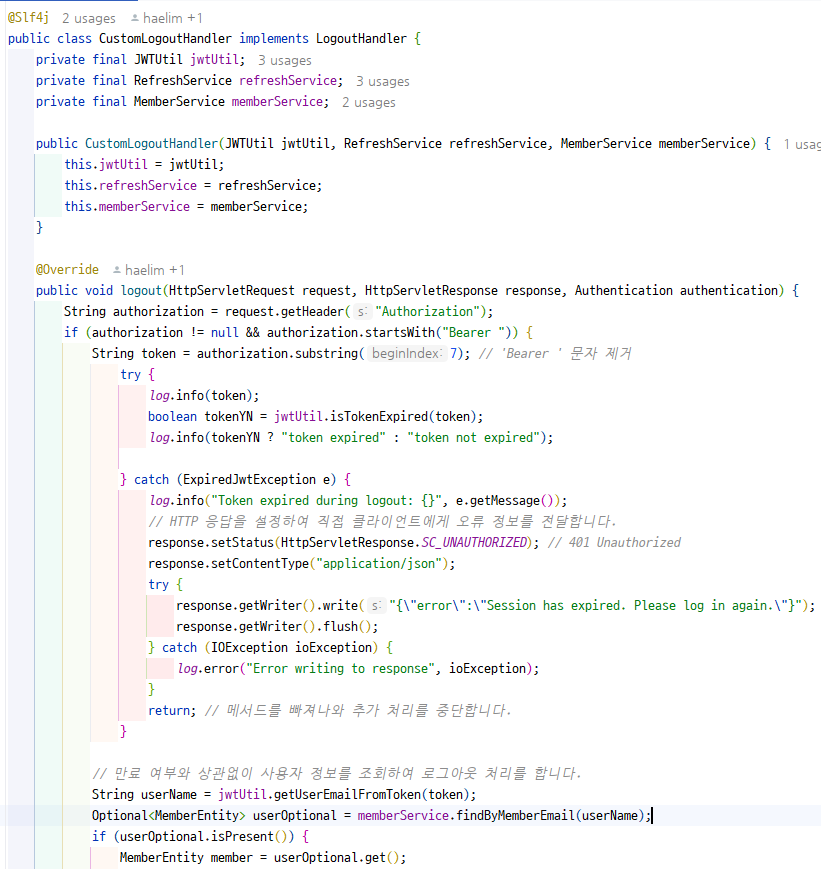 @Slf4j 2 usages haelim +1
public class CustomLogoutHandler implements LogoutHandler {
private final JWTUtil jwtUtil; 3 usages
private final RefreshService refreshService; 3 usages
private final MemberService memberService; 2 usages
public CustomLogoutHandler(JWTUtil jwtUtil, RefreshService refreshService, MemberService memberService) { 1 usag
this.jwtUtil = jwtUtil;
this.refreshService = refreshService;
this.memberService = memberService;
}
@Override haelim +1
public void logout(HttpServletRequest request, HttpServletResponse response, Authentication authentication) {
String authorization = request.getHeader( s: "Authorization");
if (authorization != null && authorization.startsWith("Bearer ")) {
String token = authorization.substring( beginIndex: 7); // 'Bearer ' 문자 제거
try {
log.info(token);
boolean tokenYN = jwtUtil.isTokenExpired(token);
log.info(tokenYN ? "token expired" : "token not expired");
} catch (ExpiredJwtException e) {
log.info("Token expired during logout: {}", e.getMessage());
// HTTP 응답을 설정하여 직접 클라이언트에게 오류 정보를 전달합니다.
response.setStatus(HttpServletResponse.SC_UNAUTHORIZED); // 401 Unauthorized
response.setContentType("application/json");
try {
response.getWriter().write( s: "{\"error\":\"Session has expired. Please log in again.\"}");
response.getWriter().flush();
} catch (IOException ioException) {
log.error("Error writing to response", ioException);
}
return; // 메서드를 빠져나와 추가 처리를 중단합니다.
}
// 만료 여부와 상관없이 사용자 정보를 조회하여 로그아웃 처리를 합니다.
String userName = jwtUtil.getUserEmailFromToken(token);
Optional<MemberEntity> userOptional = memberService.findByMemberEmail(userName);
if (userOptional.isPresent()) {
MemberEntity member = userOptional.get();